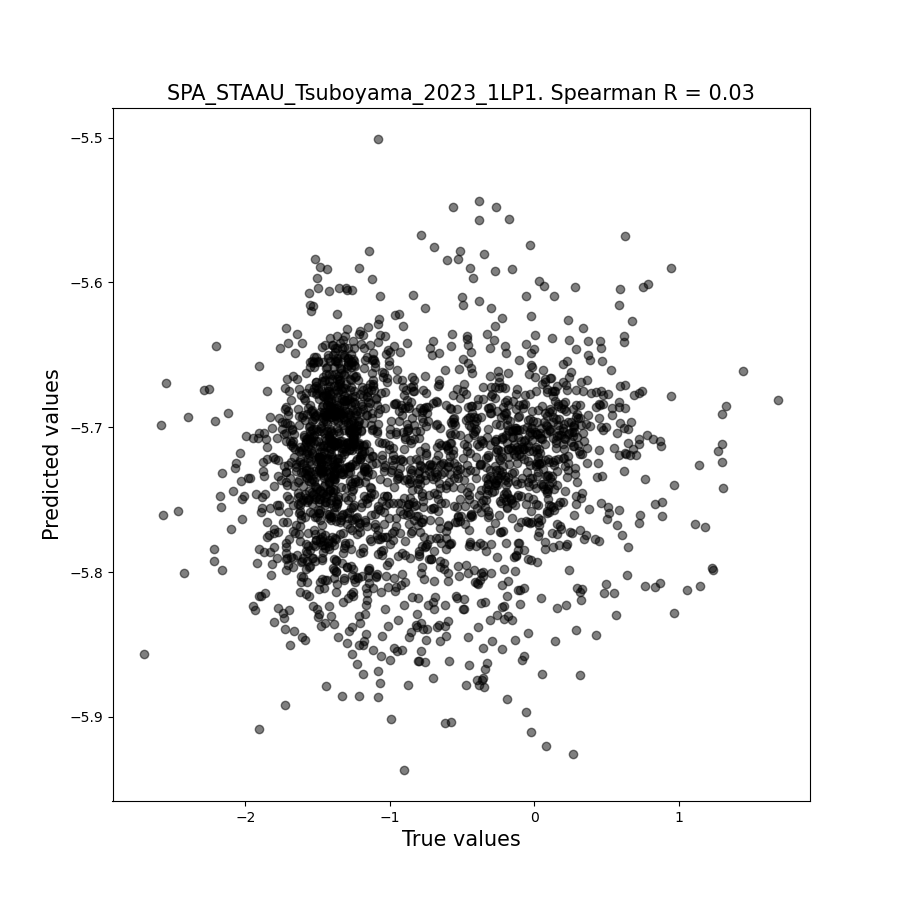 SPA_STAAU_Tsuboyama_2023_1LP1. Spearman R = 0.03
−5.5
−5.6
−5.7
−5.8
−5.9
Predicted values
−2 −1 0 1
True values